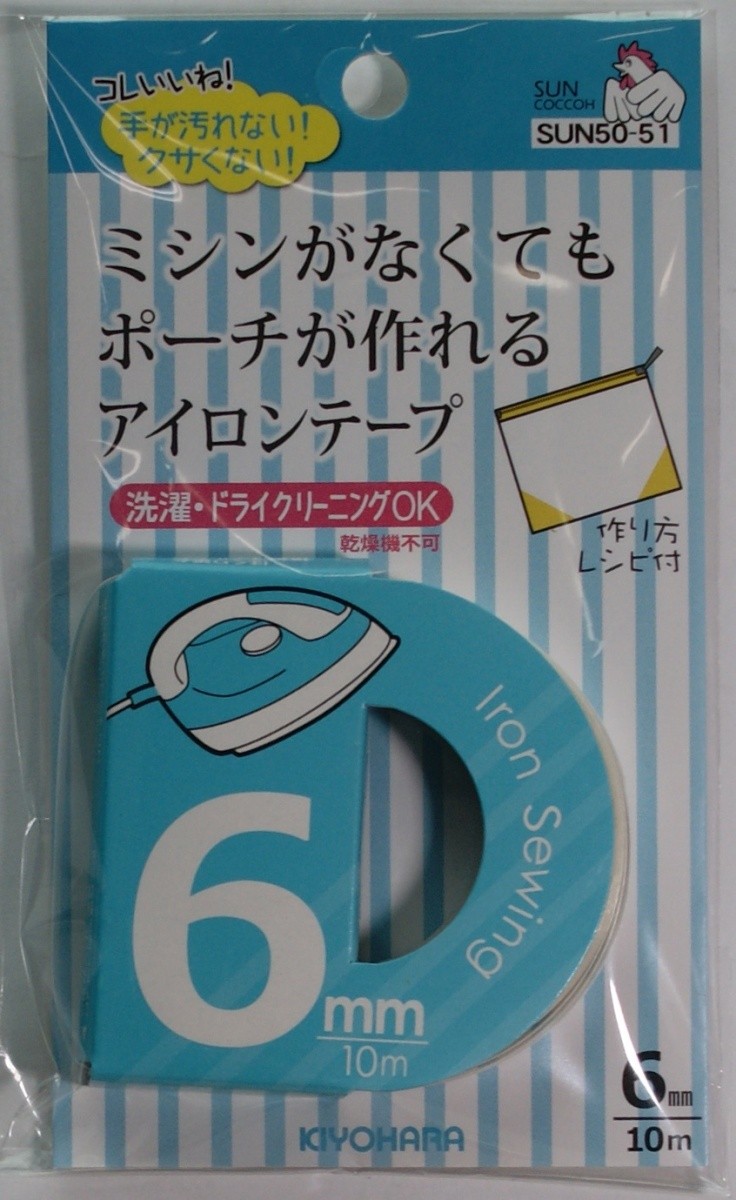 コレいいね!
手が汚れない!
クサくない!
SUN
COCCOH
SUN50-51
ミシンがなくても
ポーチが作れる
アイロンテープ
洗濯・ドライクリーニングOK
乾燥機不可
作り方
レシピ付
Iron Sewing
6mm
10m
6mm
10m
KIYOHARA